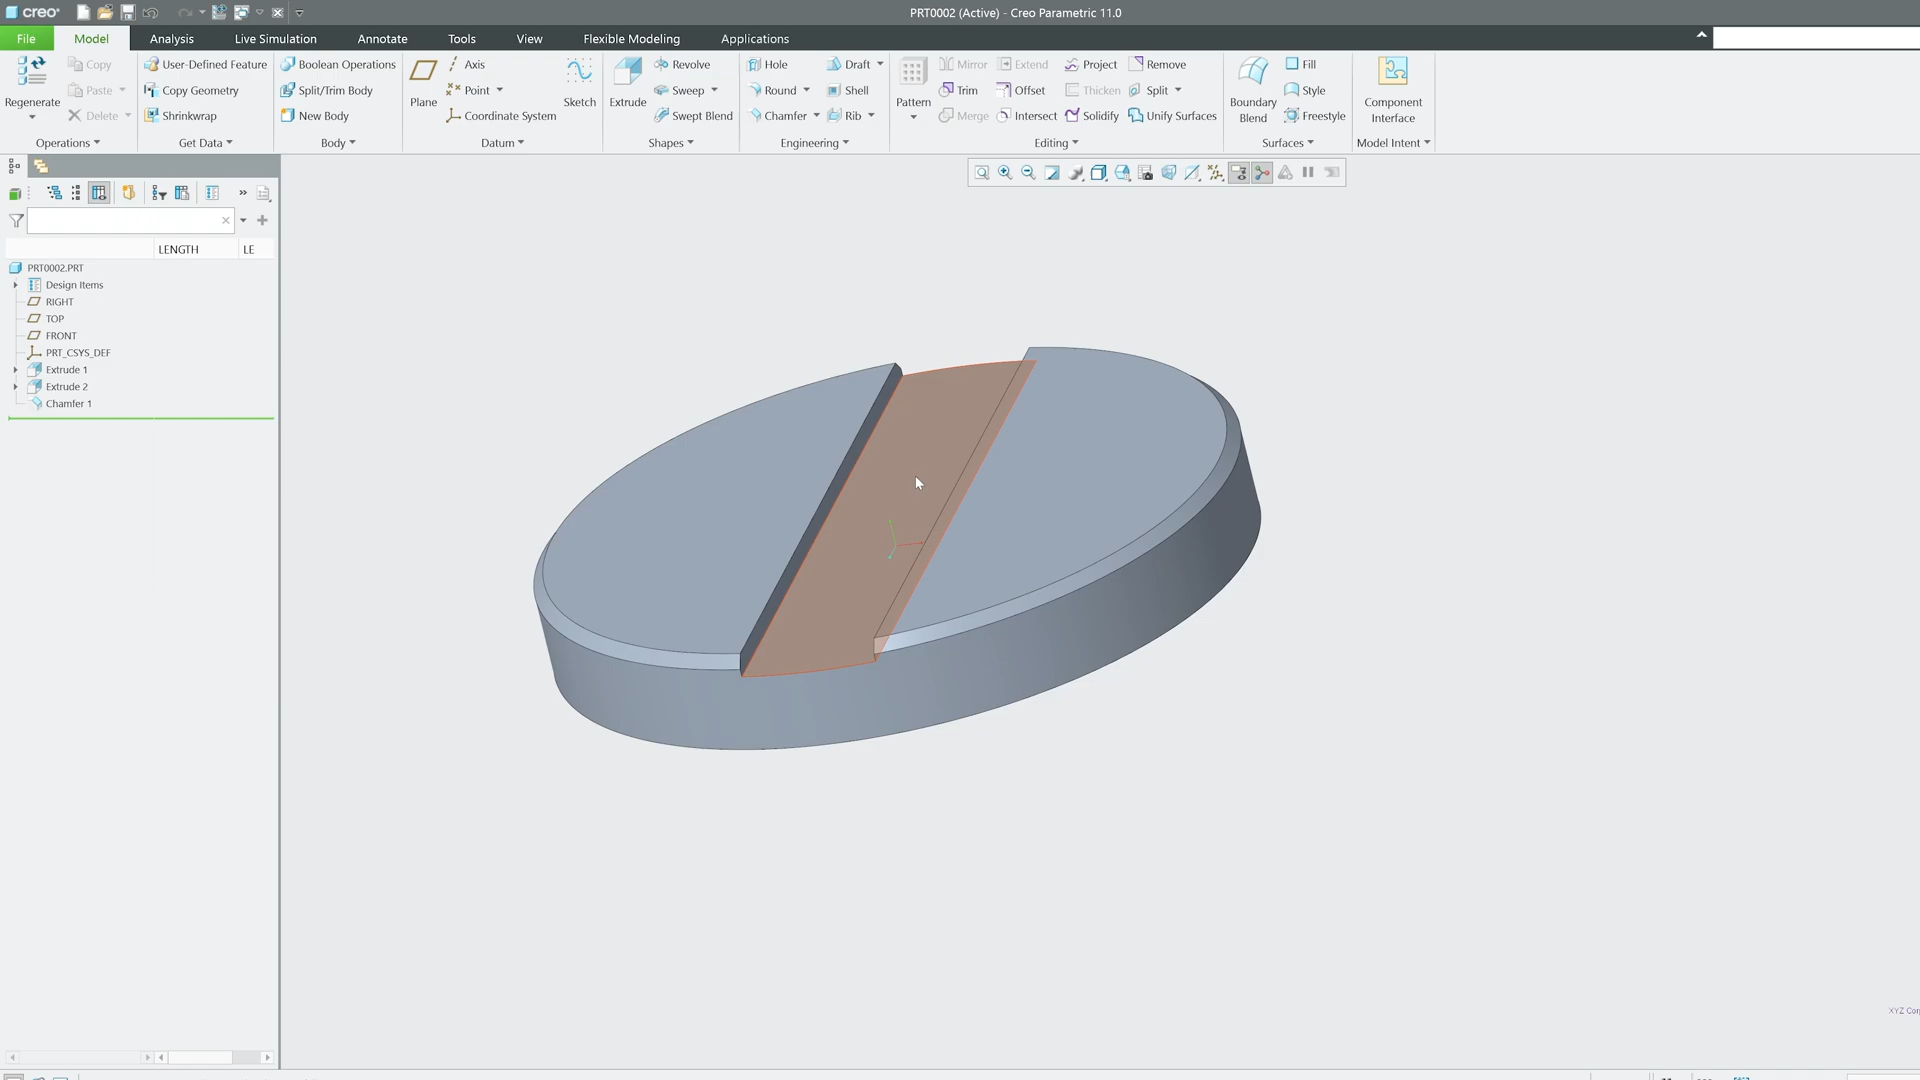 creo PRT0002 (Active) - Creo Parametric 11.0
File Model Analysis Live Simulation Annotate Tools View Flexible Modeling Applications
Regenerate
Copy
Paste
Delete
Operations
User-Defined Feature
Copy Geometry
Shrinkwrap
Get Data
Boolean Operations
Split/Trim Body
New Body
Body
Plane
Axis
Point
Coordinate System
Sketch
Datum
Extrude
Revolve
Sweep
Swept Blend
Shapes
Hole
Round
Chamfer
Draft
Shell
Rib
Engineering
Pattern
Mirror
Trim
Merge
Extend
Offset
Intersect
Project
Thicken
Solidify
Remove
Split
Unify Surfaces
Editing
Boundary
Blend
Fill
Style
Freestyle
Surfaces
Component
Interface
Model Intent
LENGTH LE
PRT0002.PRT
Design Items
RIGHT
TOP
FRONT
PRT_CSYS_DEF
Extrude 1
Extrude 2
Chamfer 1
XYZ Cor